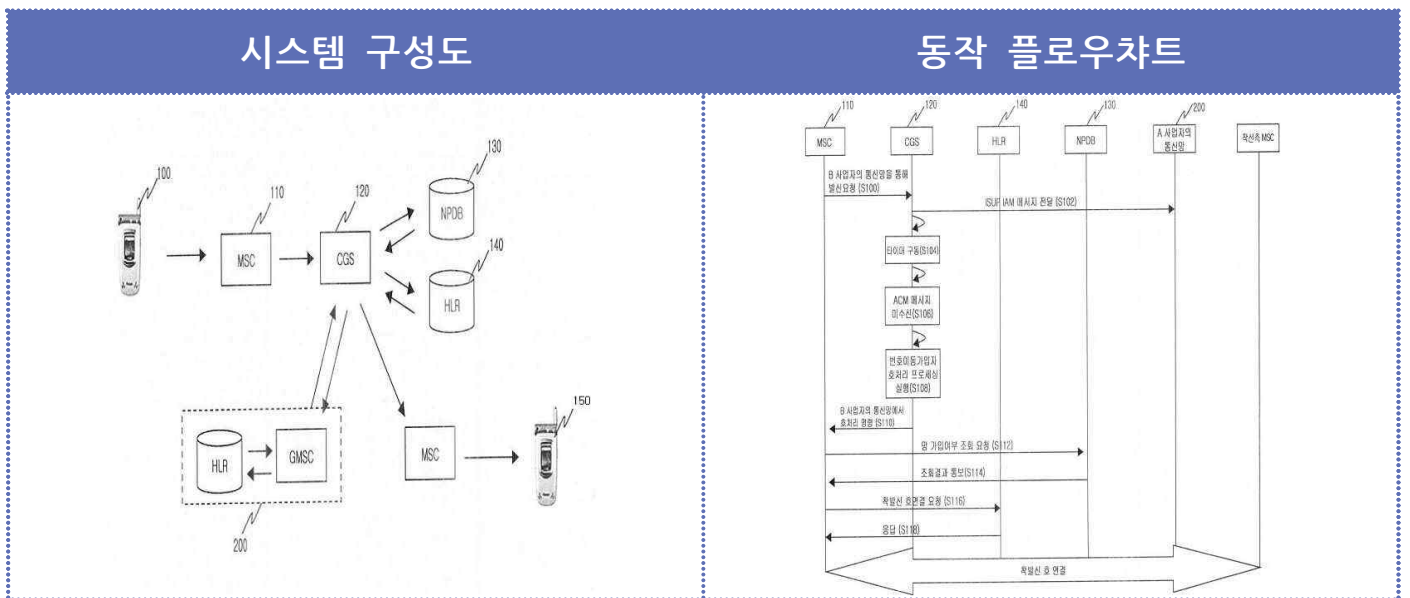 시스템 구성도
동작 플로우챠트
100
110
120
130
140
MSC
CGS
NPDB
HLR
HLR
GMSC
MSC
150
200
110
120
140
130
200
MSC
CGS
HLR
NPDB
A 사업자의
통신망
착신측 MSC
B 사업자의 통신망을 통해
발신요청 (S100)
ISUP IAM 메시지 전달 (S102)
타이머 구동(S104)
ACM 메시지
미수신(S106)
번호이동가입자
호처리 프로세싱
실행(S108)
B 사업자의 통신망에서
호처리 명령 (S110)
망 가입여부 조회 요청 (S112)
조회결과 통보(S114)
착발신 호연결 요청 (S116)
응답 (S118)
착발신 호 연결